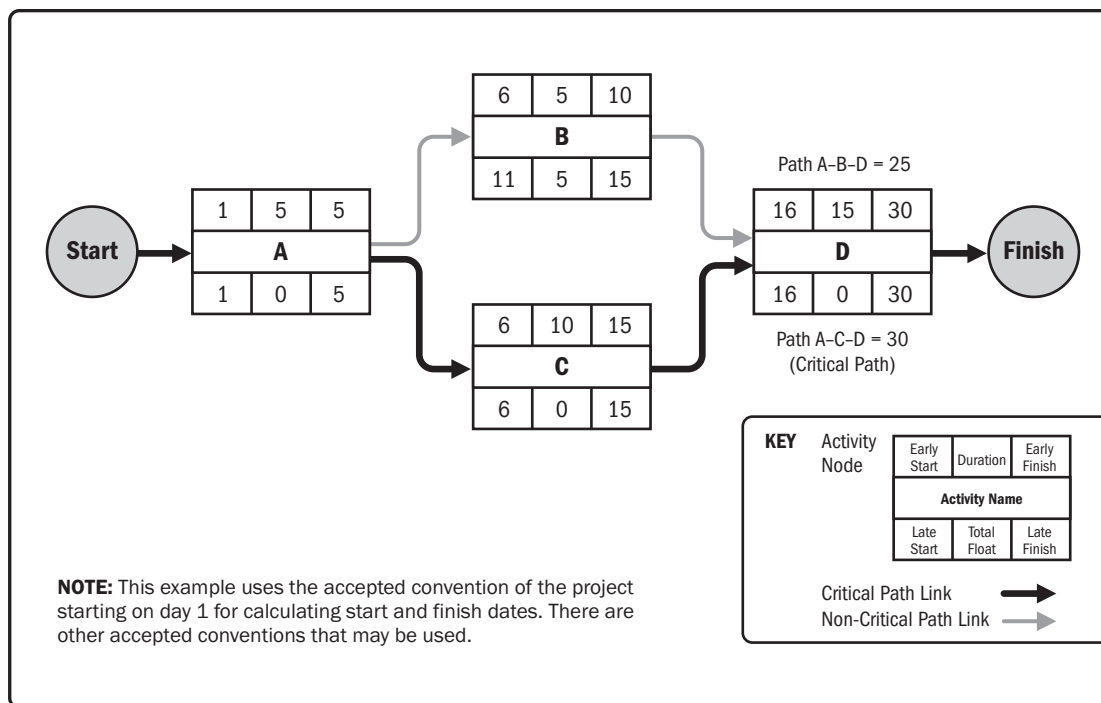 6 5 10
B
11 5 15
Path A–B–D = 25
1 5 5
A
1 0 5
16 15 30
D
16 0 30
Start
Finish
6 10 15
C
6 0 15
Path A–C–D = 30
(Critical Path)
KEY
Activity
Node
Early
Start
Duration
Early
Finish
Activity Name
Late
Start
Total
Float
Late
Finish
Critical Path Link
Non-Critical Path Link
NOTE: This example uses the accepted convention of the project
starting on day 1 for calculating start and finish dates. There are
other accepted conventions that may be used.